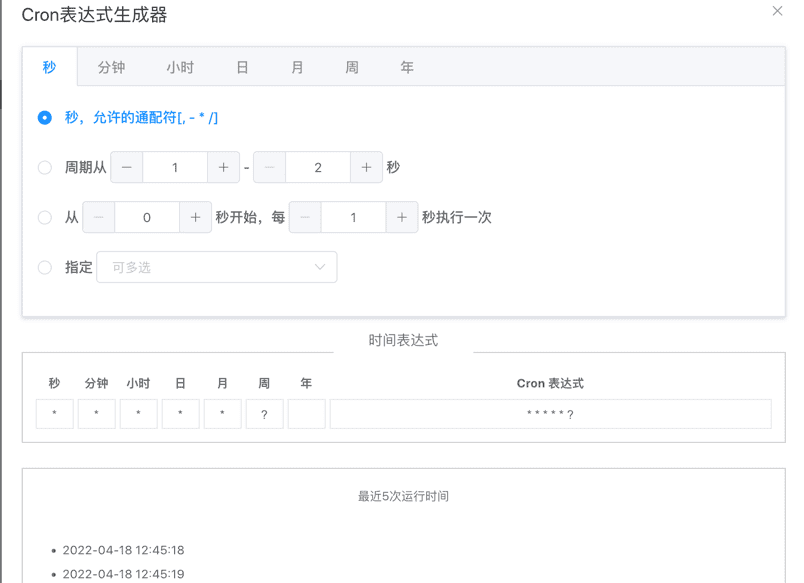 Cron表达式生成器
秒 分钟 小时 日 月 周 年
秒，允许的通配符[, - * /]
周期从 1 - 2 秒
从 0 秒开始，每 1 秒执行一次
指定 可多选
时间表达式
秒 分钟 小时 日 月 周 年 Cron 表达式
* * * * * ? * * * * * ?
最近5次运行时间
2022-04-18 12:45:18
2022-04-18 12:45:19